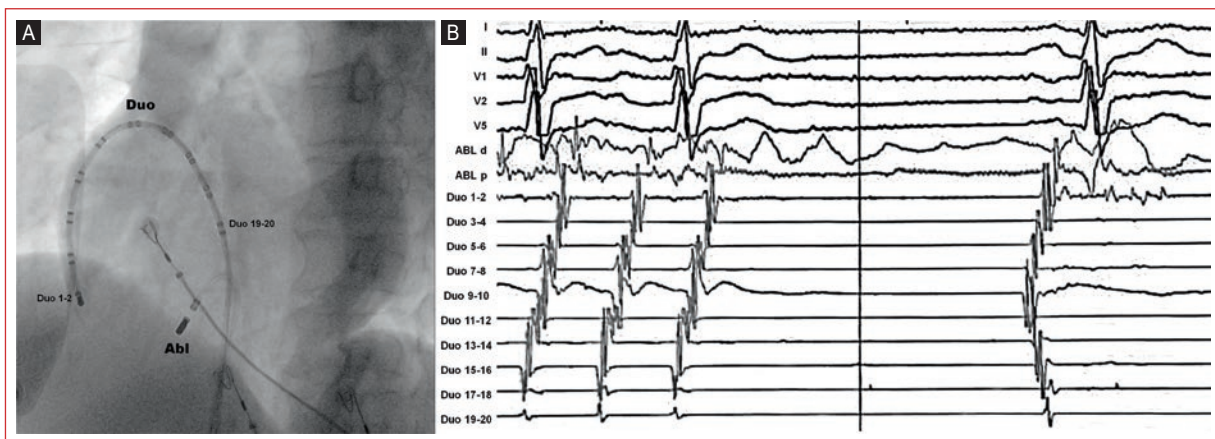 A
Duo
Duo 19-20
Duo 1-2
Abl
B
I
II
V1
V2
V5
ABL d
ABL p
Duo 1-2
Duo 3-4
Duo 5-6
Duo 7-8
Duo 9-10
Duo 11-12
Duo 13-14
Duo 15-16
Duo 17-18
Duo 19-20